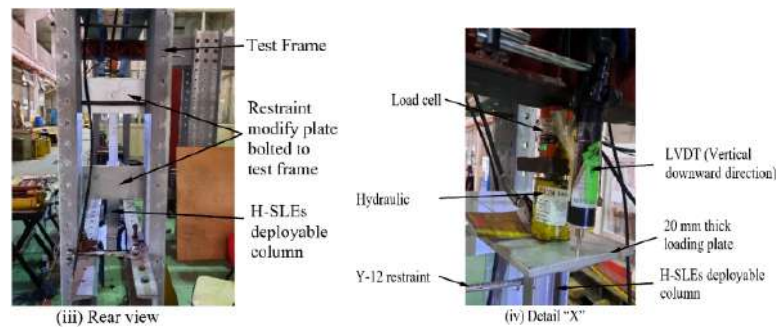 Test Frame
Restraint
modify plate
bolted to
test frame
H-SLEs
deployable
column
(iii) Rear view
Load cell
Hydraulic
Y-12 restraint
LVDT (Vertical
downward direction)
20 mm thick
loading plate
H-SLEs deployable
column
(iv) Detail "X"